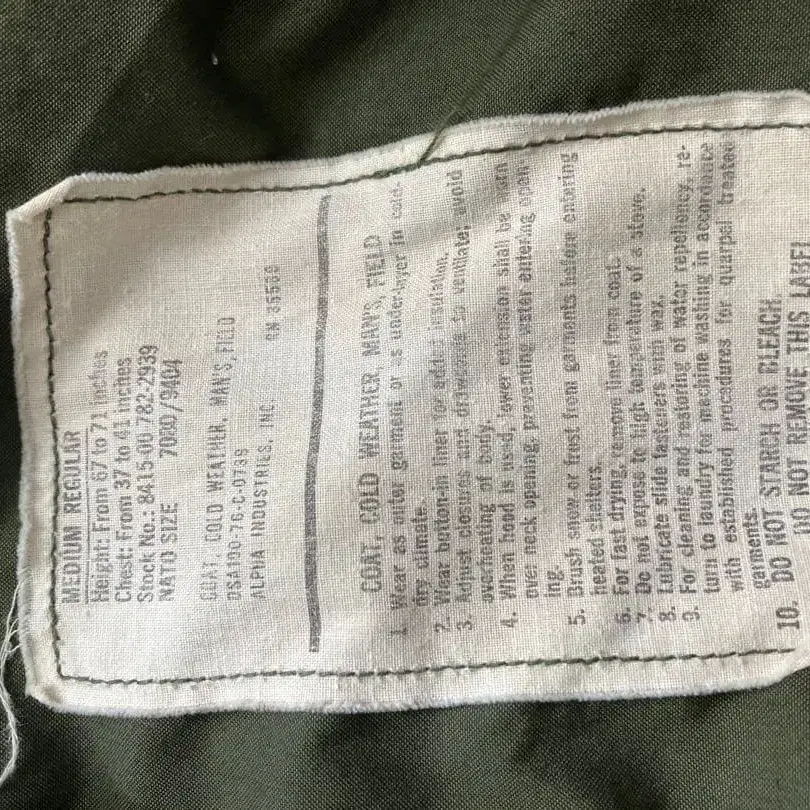 MEDIUM REGULAR
Height: From 67 to 71 inches
Chest: From 37 to 41 inches
Stock No.: 8415-00-782-2939
NATO SIZE 7080/9404
COAT, COLD WEATHER, MAN'S, FIELD
DSA100-76-C-0739
ALPHA INDUSTRIES, INC.
COAT, COLD WEATHER, MAN'S, FIELD
1. Wear as outer garment or as under-layer in cold-
dry climate.
2. Wear button-in liner for added insulation.
3. Adjust closures and drawcords to ventilate; avoid
overheating of body.
4. When hood is used, lower extension shall be worn
over neck opening, preventing water entering open-
ing.
5. Brush snow or frost from garments before entering
heated shelters.
6. For fast drying, remove liner from coat.
7. Do not expose to high temperature of a stove.
8. Lubricate slide fasteners with wax.
9. For cleaning and restoring of water repellency, re-
turn to laundry for machine washing in accordance
with established procedures for quarpel treated
garments.
10. DO NOT STARCH OR BLEACH.
DO NOT REMOVE THIS LABEL